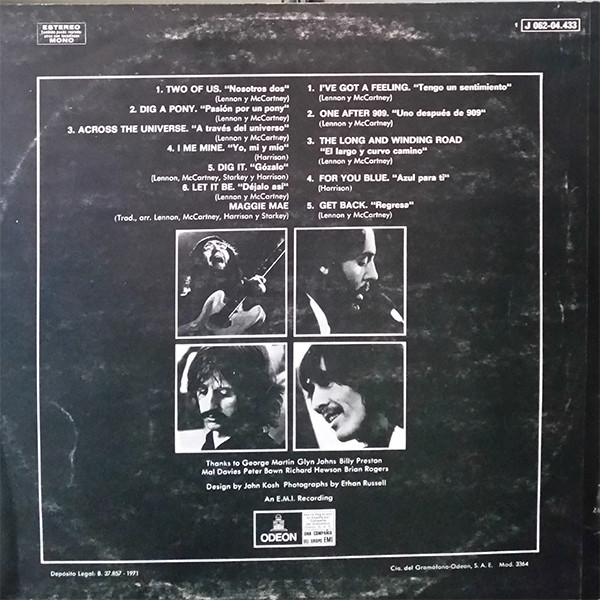 ESTEREO
MONO
J 062-04.433
1. TWO OF US. "Nosotros dos"
(Lennon y McCartney)
2. DIG A PONY. "Pasión por un pony"
(Lennon y McCartney)
3. ACROSS THE UNIVERSE. "A través del universo"
(Lennon y McCartney)
4. I ME MINE. "Yo, mi y mío"
(Harrison)
5. DIG IT. "Gózalo"
(Lennon, McCartney, Starkey y Harrison)
6. LET IT BE. "Déjalo así"
(Lennon y McCartney)
MAGGIE MAE
(Trad., arr. Lennon, McCartney, Harrison y Starkey)
1. I'VE GOT A FEELING. "Tengo un sentimiento"
(Lennon y McCartney)
2. ONE AFTER 909. "Uno después de 909"
(Lennon y McCartney)
3. THE LONG AND WINDING ROAD
"El largo y curvo camino"
(Lennon y McCartney)
4. FOR YOU BLUE. "Azul para ti"
(Harrison)
5. GET BACK. "Regresa"
(Lennon y McCartney)
Thanks to George Martin Glyn Johns Billy Preston
Mal Davies Peter Bown Richard Hewson Brian Rogers
Design by John Kosh Photographs by Ethan Russell
An E.M.I. Recording
ODEON
UNA COMPAÑIA
DEL GRUPO EMI
Depósito Legal: B. 37.857 - 1971
Cía. del Gramófono-Odeon, S. A. E. Mod. 3364